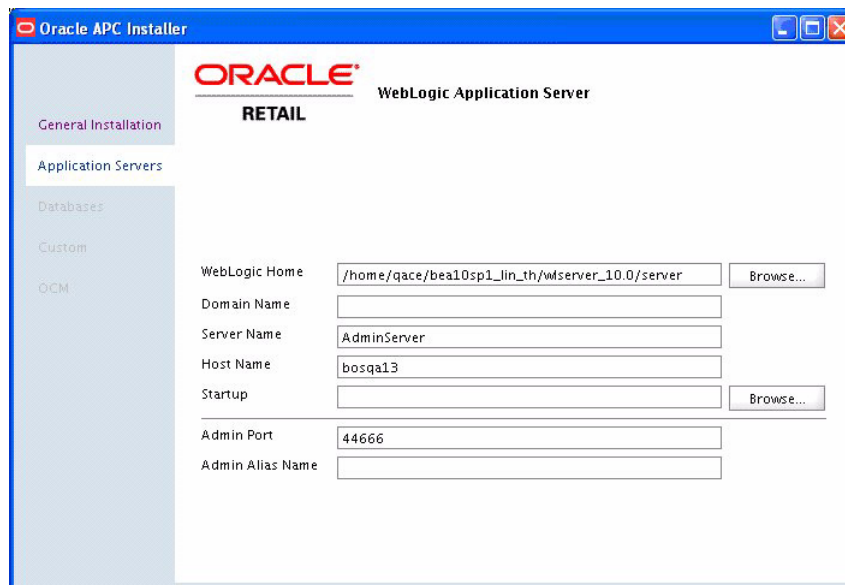 Oracle APC Installer
ORACLE®
RETAIL
WebLogic Application Server
General Installation
Application Servers
Databases
Custom
OCM
WebLogic Home /home/qace/bea10sp1_lin_th/wlserver_10.0/server Browse...
Domain Name
Server Name AdminServer
Host Name bosqa13
Startup Browse...
Admin Port 44666
Admin Alias Name